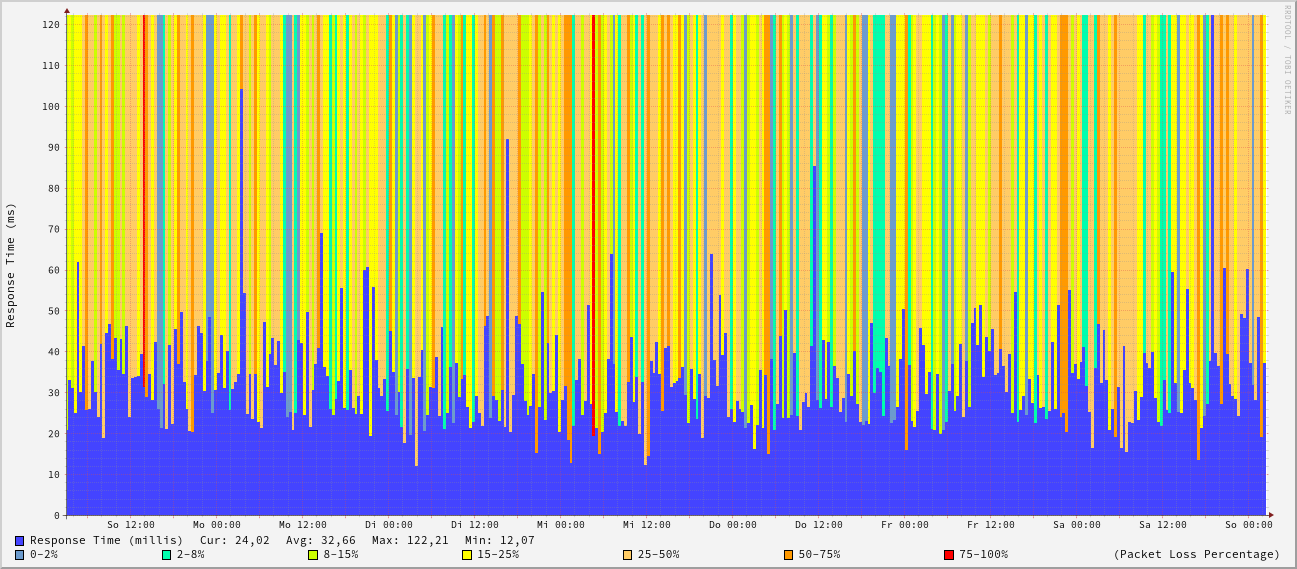 RRDTOOL / TOBI OETIKER
Response Time (ms)
120
110
100
90
80
70
60
50
40
30
20
10
0
So 12:00 Mo 00:00 Mo 12:00 Di 00:00 Di 12:00 Mi 00:00 Mi 12:00 Do 00:00 Do 12:00 Fr 00:00 Fr 12:00 Sa 00:00 Sa 12:00 So 00:00
Response Time (millis) Cur: 24,02 Avg: 32,66 Max: 122,21 Min: 12,07
0-2% 2-8% 8-15% 15-25% 25-50% 50-75% 75-100% (Packet Loss Percentage)